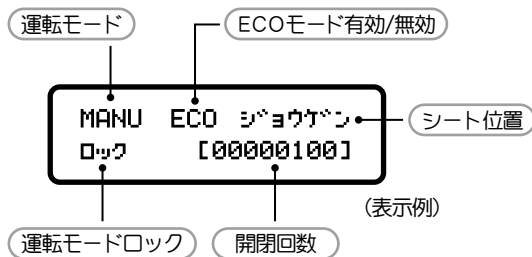 運転モード
ECOモード有効/無効
MANU ECO ジョウゲン
シート位置
ロック [00000100]
(表示例)
運転モードロック
開閉回数